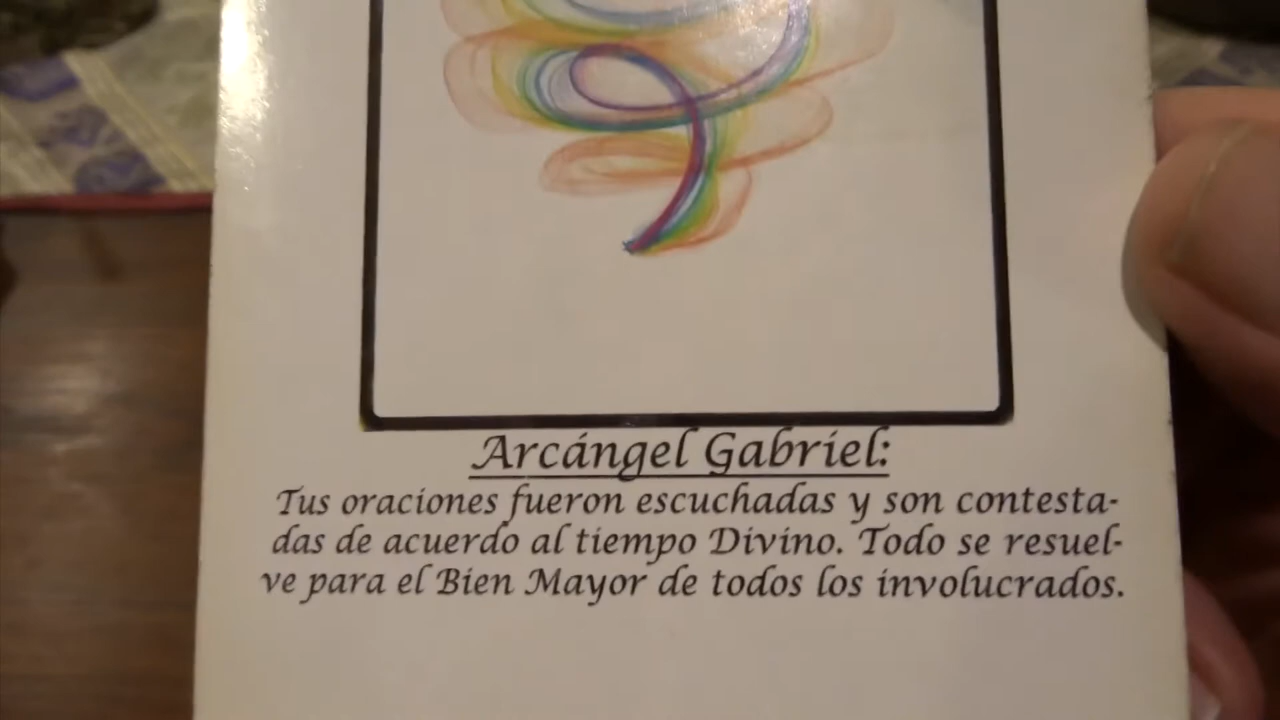 Arcángel Gabriel:
Tus oraciones fueron escuchadas y son contesta-
das de acuerdo al tiempo Divino. Todo se resuel-
ve para el Bien Mayor de todos los involucrados.